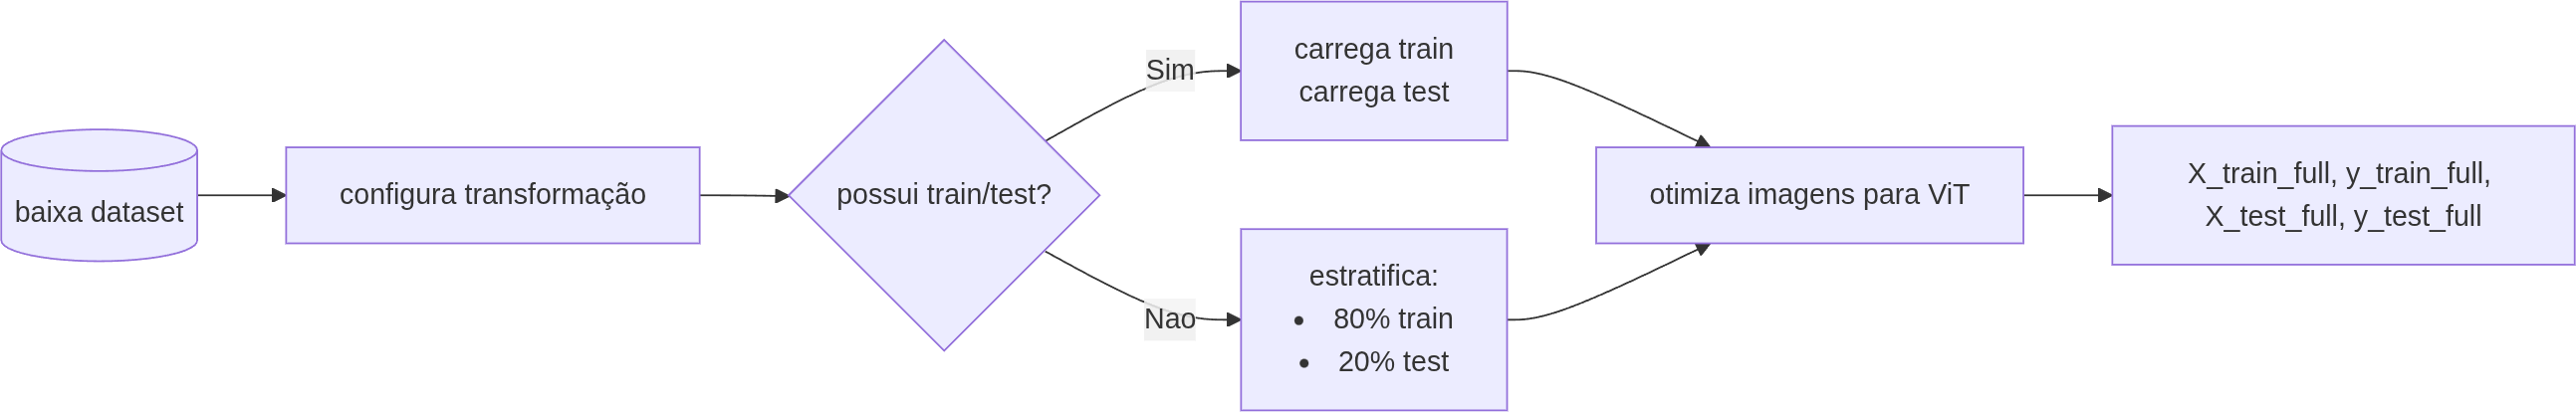 baixa dataset
configura transformação
possui train/test?
Sim
carrega train
carrega test
Nao
estratifica:
• 80% train
• 20% test
otimiza imagens para ViT
X_train_full, y_train_full,
X_test_full, y_test_full